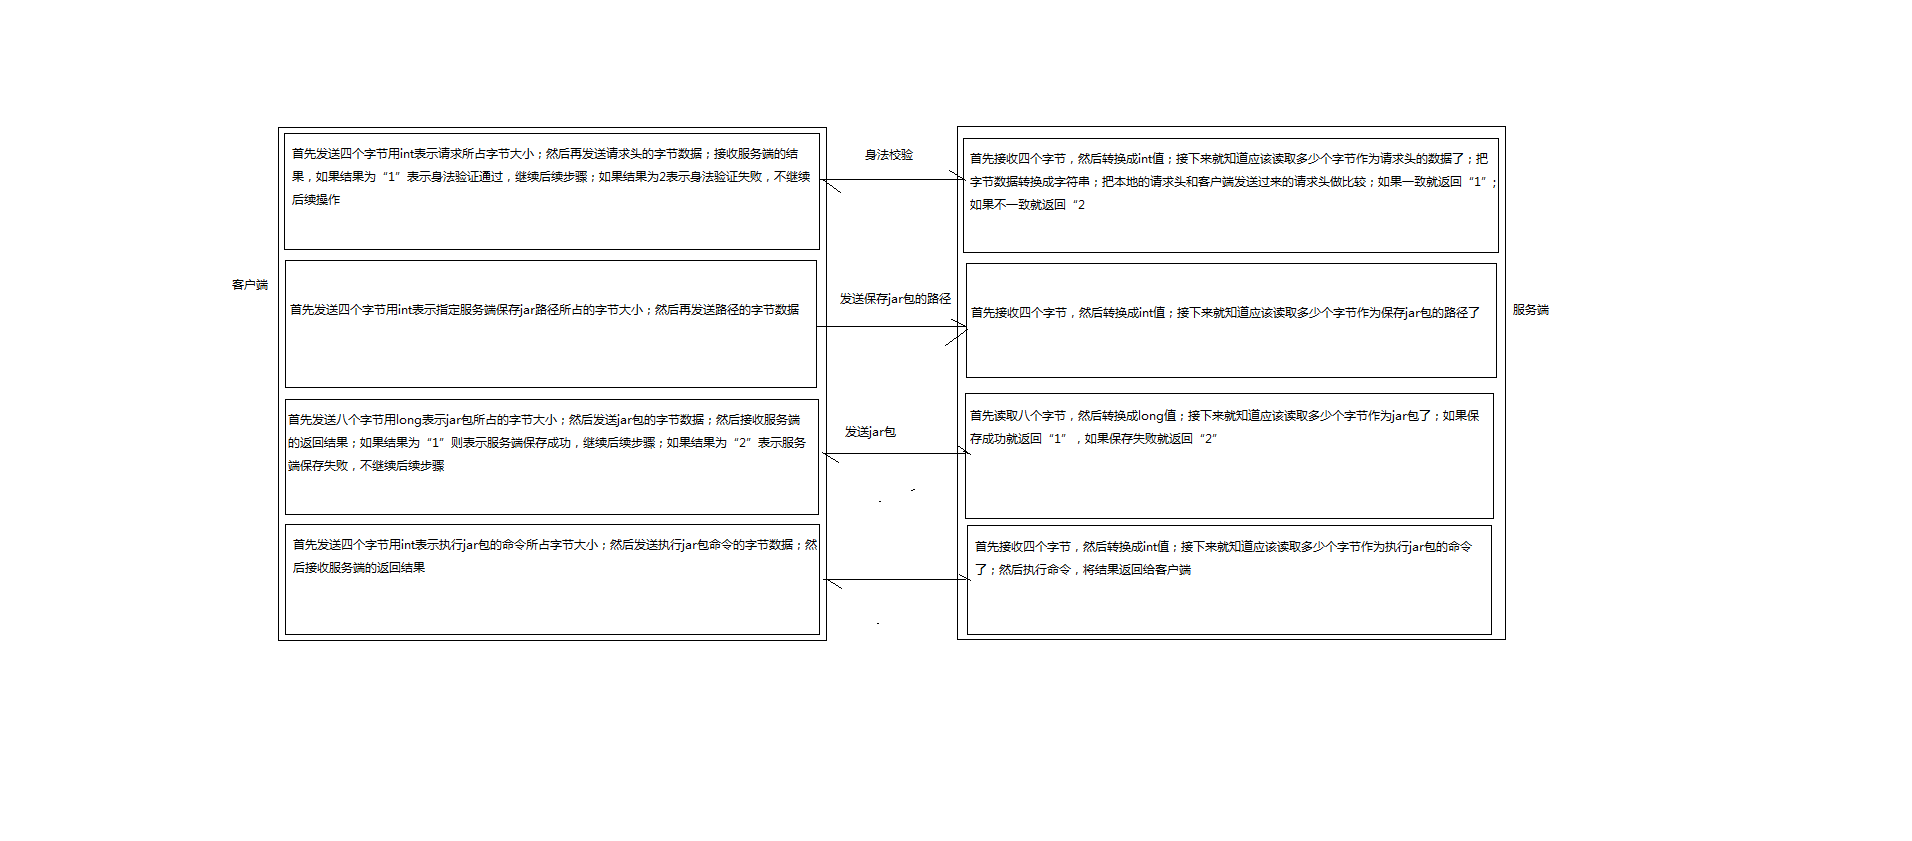 身法校验
首先发送四个字节用int表示请求所占字节大小；然后再发送请求头的字节数据；接收服务端的结
果，如果结果为“1”表示身法验证通过，继续后续步骤；如果结果为2表示身法验证失败，不继续
后续操作
首先接收四个字节，然后转换成int值；接下来就知道应该读取多少个字节作为请求头的数据了；把
字节数据转换成字符串；把本地的请求头和客户端发送过来的请求头做比较；如果一致就返回“1”;
如果不一致就返回“2
客户端
发送保存jar包的路径
首先发送四个字节用int表示指定服务端保存jar路径所占的字节大小；然后再发送路径的字节数据
首先接收四个字节，然后转换成int值；接下来就知道应该读取多少个字节作为保存jar包的路径了
服务端
首先发送八个字节用long表示jar包所占的字节大小；然后发送jar包的字节数据；然后接收服务端
的返回结果；如果结果为“1”则表示服务端保存成功，继续后续步骤；如果结果为“2”表示服务
端保存失败，不继续后续步骤
发送jar包
首先读取八个字节，然后转换成long值；接下来就知道应该读取多少个字节作为jar包了；如果保
存成功就返回“1”，如果保存失败就返回“2”
首先发送四个字节用int表示执行jar包的命令所占字节大小；然后发送执行jar包命令的字节数据；然
后接收服务端的返回结果
首先接收四个字节，然后转换成int值；接下来就知道应该读取多少个字节作为执行jar包的命令
了；然后执行命令，将结果返回给客户端